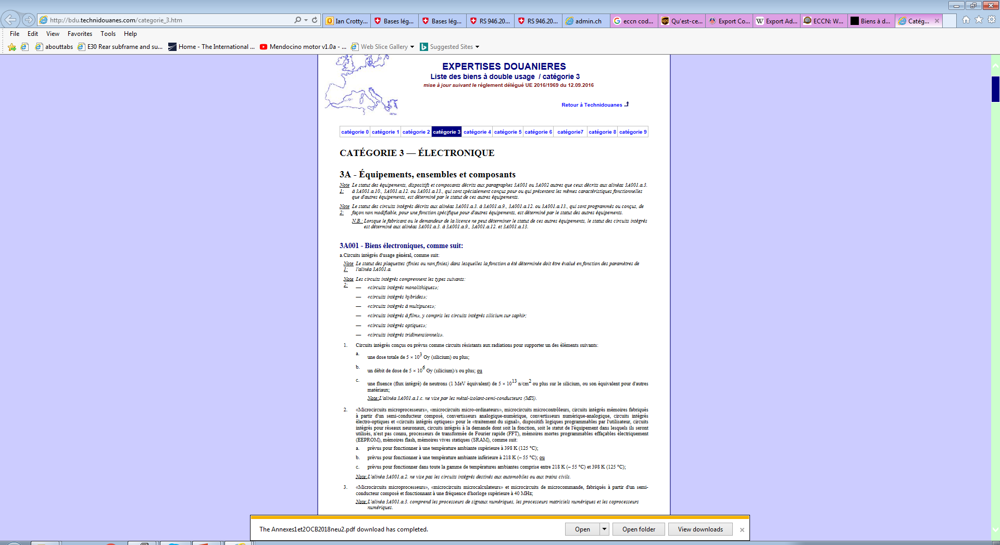 http://bdu.technidouanes.com/categorie_3.htm
Ian Crotty...
Bases lég...
Bases lég...
RS 946.20...
RS 946.20...
admin.ch
eccn cod...
Qu'est-ce...
Export Co...
Export Ad...
ECCN: W...
Biens à d...
Catég...
File Edit View Favorites Tools Help
abouttabs
E30 Rear subframe and su...
Home - The International ...
Mendocino motor v1.0a - ...
Web Slice Gallery
Suggested Sites
EXPERTISES DOUANIERES
Liste des biens à double usage / catégorie 3
mise à jour suivant le réglement délégué UE 2016/1969 du 12.09.2016
Retour à Technidouanes
catégorie 0 catégorie 1 catégorie 2 catégorie 3 catégorie 4 catégorie 5 catégorie 6 catégorie7 catégorie 8 catégorie 9
CATÉGORIE 3 — ÉLECTRONIQUE
3A - Équipements, ensembles et composants
Note 1: Le statut des équipements, dispositifs et composants décrits aux paragraphes 3A001 ou 3A002 autres que ceux décrits aux alinéas 3A001.a.3.
à 3A001.a.10., 3A001.a.12. ou 3A001.a.13., qui sont spécialement conçus pour ou qui présentent les mêmes caractéristiques fonctionnelles
que d'autres équipements, est déterminé par le statut de ces autres équipements.
Note 2: Le statut des circuits intégrés décrits aux alinéas 3A001.a.3. à 3A001.a.9., 3A001.a.12. ou 3A001.a.13., qui sont programmés ou conçus, de
façon non modifiable, pour une fonction spécifique pour d'autres équipements, est déterminé par le statut des autres équipements.
N.B.: Lorsque le fabricant ou le demandeur de la licence ne peut déterminer le statut de ces autres équipements, le statut des circuits intégrés
est déterminé aux alinéas 3A001.a.3. à 3A001.a.9., 3A001.a.12. et 3A001.a.13.
3A001 - Biens électroniques, comme suit:
a. Circuits intégrés d'usage général, comme suit:
Note 1: Le statut des plaquettes (finies ou non finies) dans lesquelles la fonction a été déterminée doit être évalué en fonction des paramètres de
l'alinéa 3A001.a.
Note 2: Les circuits intégrés comprennent les types suivants:
— «circuits intégrés monolithiques»;
— «circuits intégrés hybrides»;
— «circuits intégrés à multipuces»;
— «circuits intégrés à film», y compris les circuits intégrés silicium sur saphir;
— «circuits intégrés optiques»;
— «circuits intégrés tridimensionnels».
1. Circuits intégrés conçus ou prévus comme circuits résistants aux radiations pour supporter un des éléments suivants:
a. une dose totale de 5 × 10³ Gy (silicium) ou plus;
b. un débit de dose de 5 × 10⁶ Gy (silicium)/s ou plus; ou
c. une fluence (flux intégré) de neutrons (1 MeV équivalent) de 5 × 10¹³ n/cm² ou plus sur le silicium, ou son équivalent pour d'autres
matériaux;
Note: L'alinéa 3A001.a.1.c. ne vise par les métal-isolant-semi-conducteurs (MIS).
2. «Microcircuits microprocesseurs», «microcircuits micro-ordinateurs», microcircuits microcontrôleurs, circuits intégrés mémoires fabriqués
à partir d'un semi-conducteur composé, convertisseurs analogique-numérique, convertisseurs numérique-analogique, circuits intégrés
électro-optiques et «circuits intégrés optiques» pour le «traitement du signal», dispositifs logiques programmables par l'utilisateur, circuits
intégrés pour réseaux neuronaux, circuits intégrés à la demande dont soit la fonction, soit le statut de l'équipement dans lesquels ils seront
utilisés, n'est pas connu, processeurs de transformée de Fourier rapide (FFT), mémoires mortes programmables effaçables électriquement
(EEPROM), mémoires flash, mémoires vives statiques (SRAM), comme suit:
a. prévus pour fonctionner à une température ambiante supérieure à 398 K (125 °C);
b. prévus pour fonctionner à une température ambiante inférieure à 218 K (– 55 °C); ou
c. prévus pour fonctionner dans toute la gamme de températures ambiantes comprise entre 218 K (– 55 °C) et 398 K (125 °C);
Note: L'alinéa 3A001.a.2. ne vise pas les circuits intégrés destinés aux automobiles ou aux trains civils.
3. «Microcircuits microprocesseurs», «microcircuits microcalculateurs» et microcircuits de microcommande, fabriqués à partir d'un semi-
conducteur composé et fonctionnant à une fréquence d'horloge supérieure à 40 MHz;
Note: L'alinéa 3A001.a.3. comprend les processeurs de signaux numériques, les processeurs matriciels numériques et les coprocesseurs
numériques.
The Annexes1et2OCB2018neu2.pdf download has completed.
Open
Open folder
View downloads